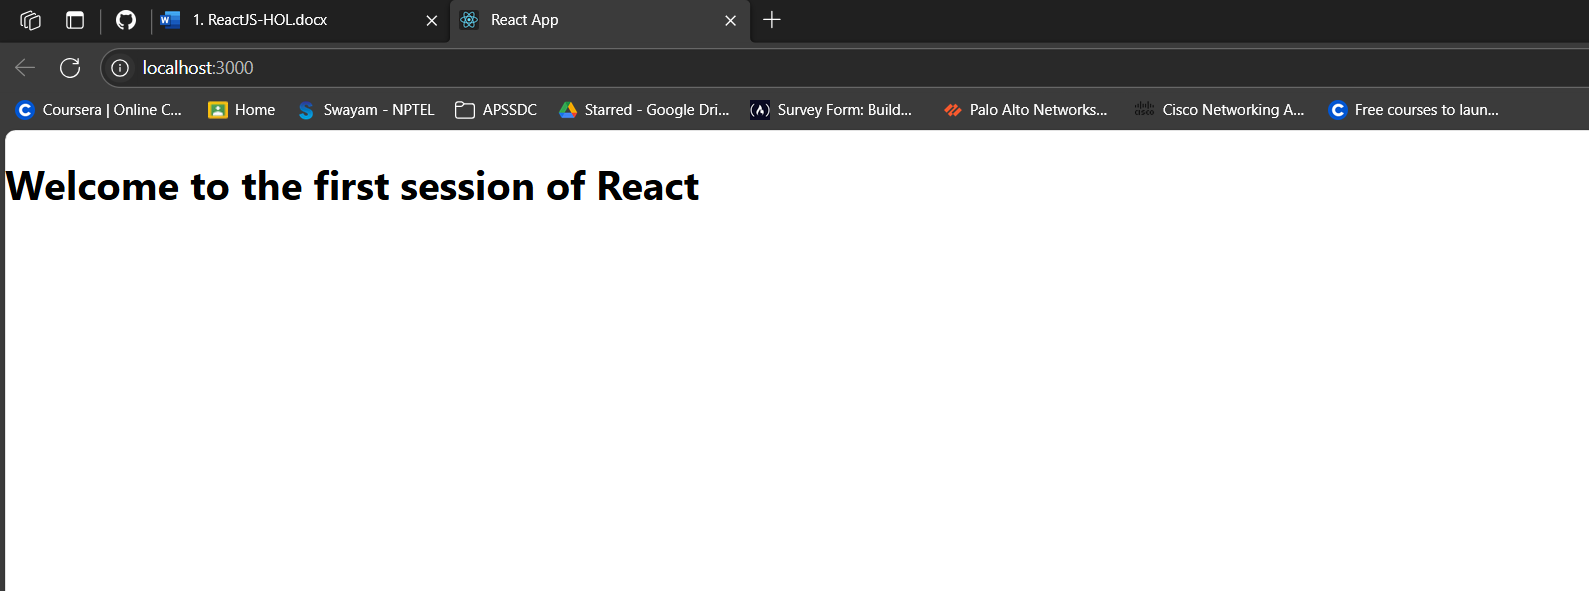 1. ReactJS-HOL.docx React App
localhost:3000
Coursera | Online C... Home Swayam - NPTEL APSSDC Starred - Google Dri... Survey Form: Build... Palo Alto Networks... Cisco Networking A... Free courses to laun...
Welcome to the first session of React